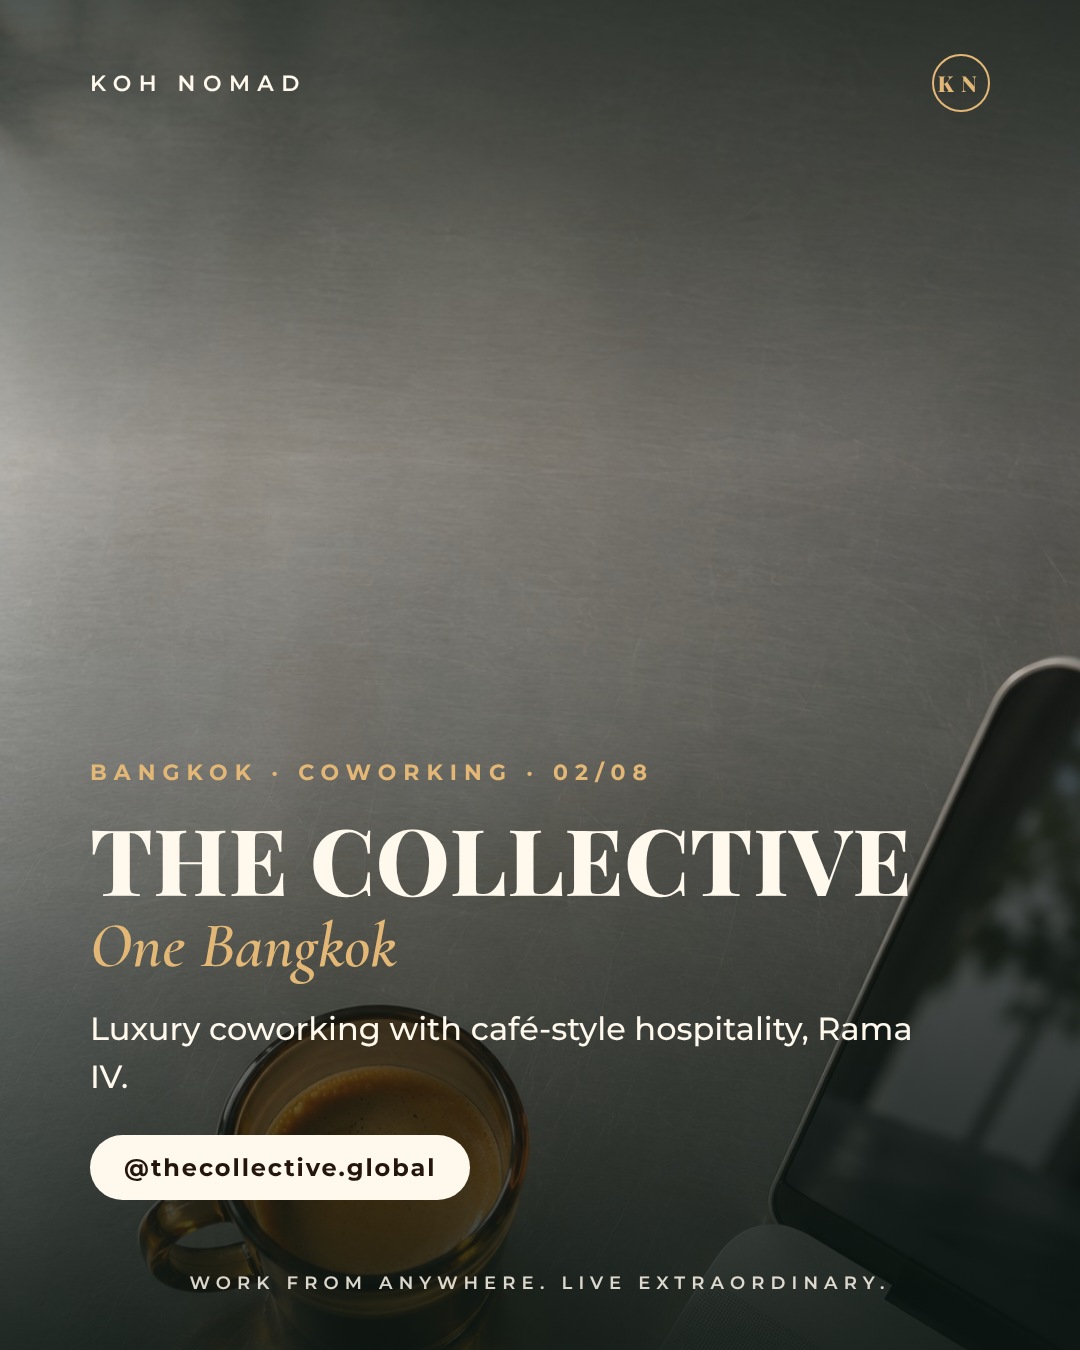 KOH NOMAD
KN
BANGKOK · COWORKING · 02/08
THE COLLECTIVE
One Bangkok
Luxury coworking with café-style hospitality, Rama
IV.
@thecollective.global
WORK FROM ANYWHERE. LIVE EXTRAORDINARY.